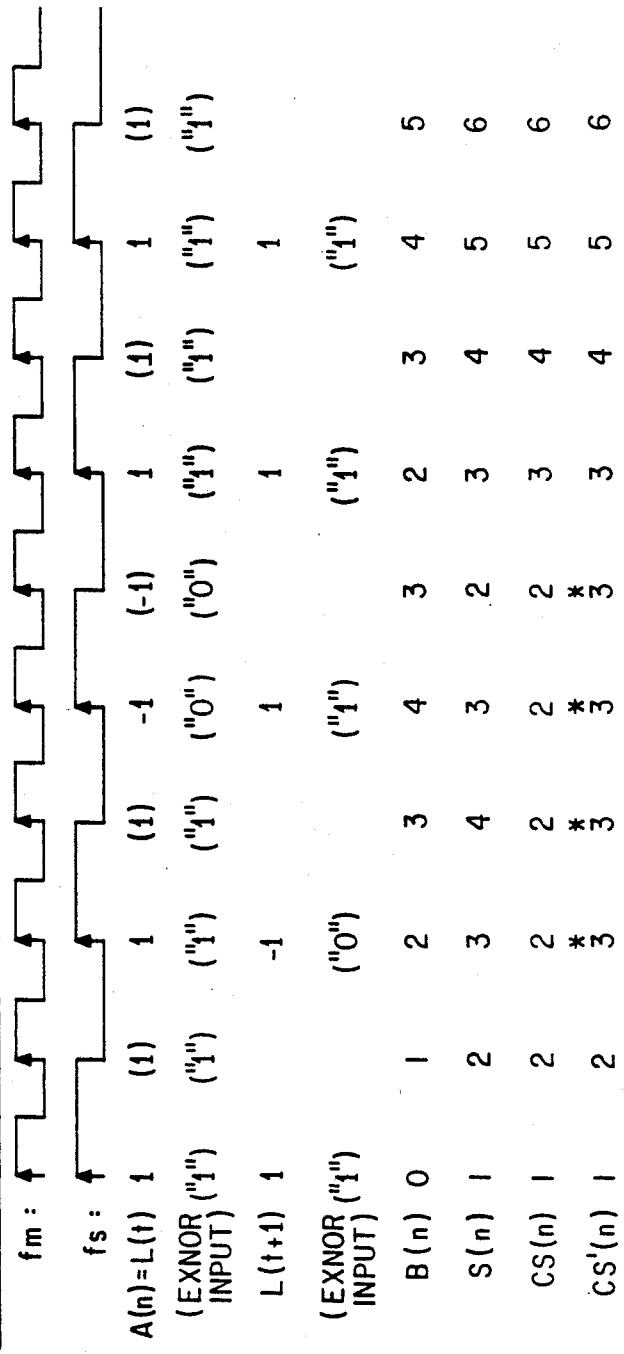 fm :
fs :
A(n)=L(t) 1 (1) 1 (1) -1 (-1) 1 (1) 1 (1)
(EXNOR INPUT) ("1") ("1") ("1") ("1") ("0") ("0") ("1") ("1") ("1") ("1")
L(t+1) 1 -1 1 1 1
(EXNOR INPUT) ("1") ("0") ("1") ("1") ("1")
B(n) 0 1 2 3 4 3 2 3 4 5
S(n) 1 2 3 4 3 2 3 4 5 6
CS(n) 1 2 2 2 2 2 3 4 5 6
* * * *
CS'(n) 1 2 3 3 3 3 3 4 5 6